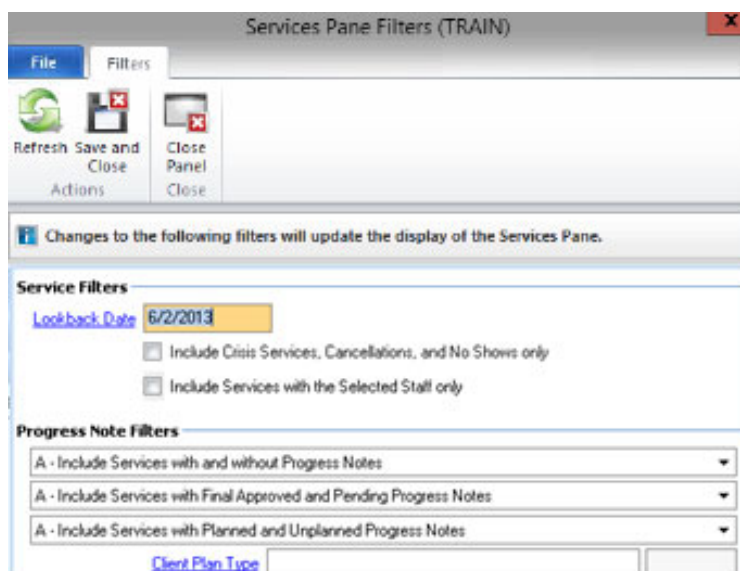 Services Pane Filters (TRAIN)
File Filters
Refresh Save and Close Close Panel
Actions Close
Changes to the following filters will update the display of the Services Pane.
Service Filters
Lookback Date 6/2/2013
Include Crisis Services, Cancellations, and No Shows only
Include Services with the Selected Staff only
Progress Note Filters
A - Include Services with and without Progress Notes
A - Include Services with Final Approved and Pending Progress Notes
A - Include Services with Planned and Unplanned Progress Notes
Client Plan Type